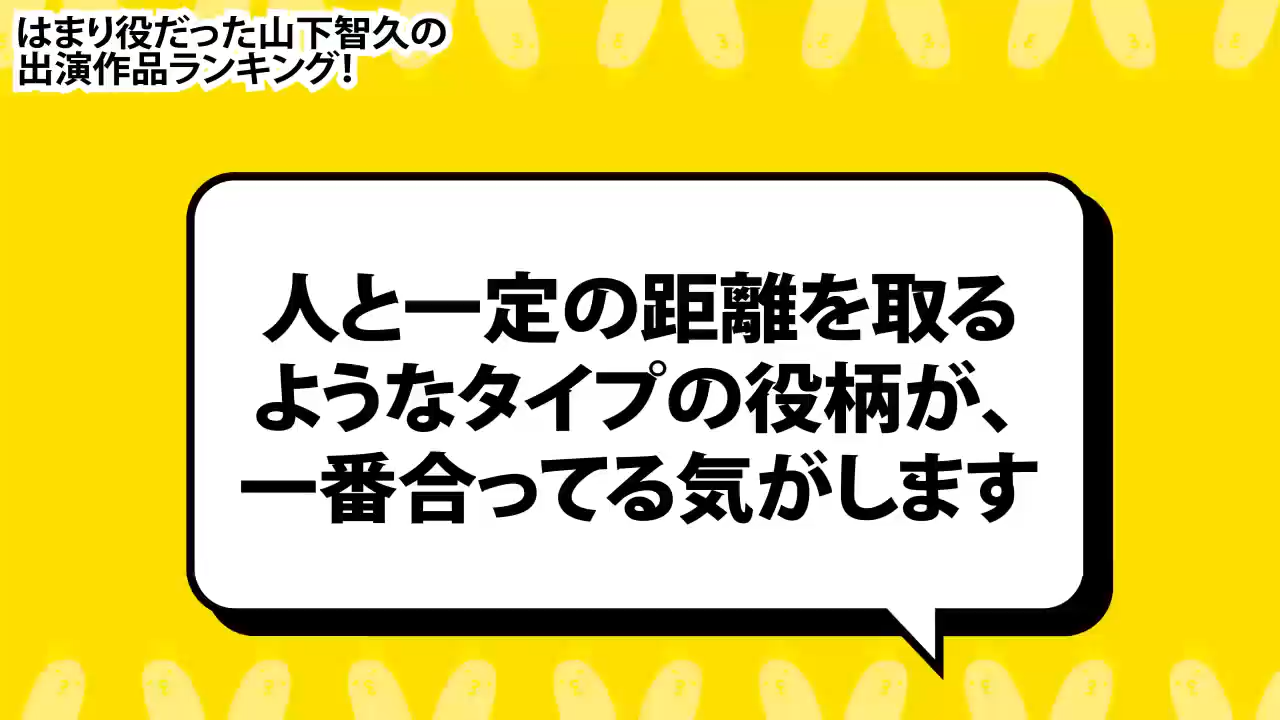 はまり役だった山下智久の
出演作品ランキング！
人と一定の距離を取る
ようなタイプの役柄が、
一番合ってる気がします